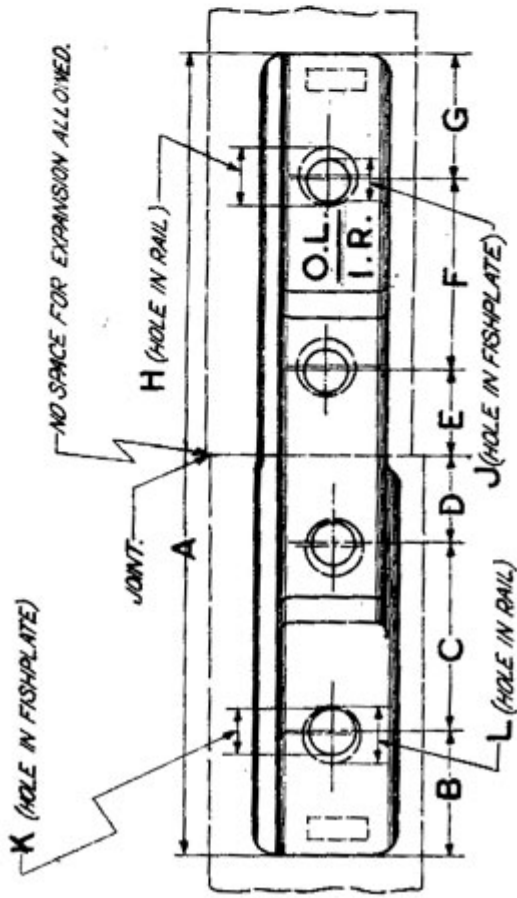 NO SPACE FOR EXPANSION ALLOWED.
JOINT.
K (HOLE IN FISHPLATE)
H (HOLE IN RAIL)
A
O.L.
I.R.
B
C
D
E
F
G
L (HOLE IN RAIL)
J (HOLE IN FISHPLATE)